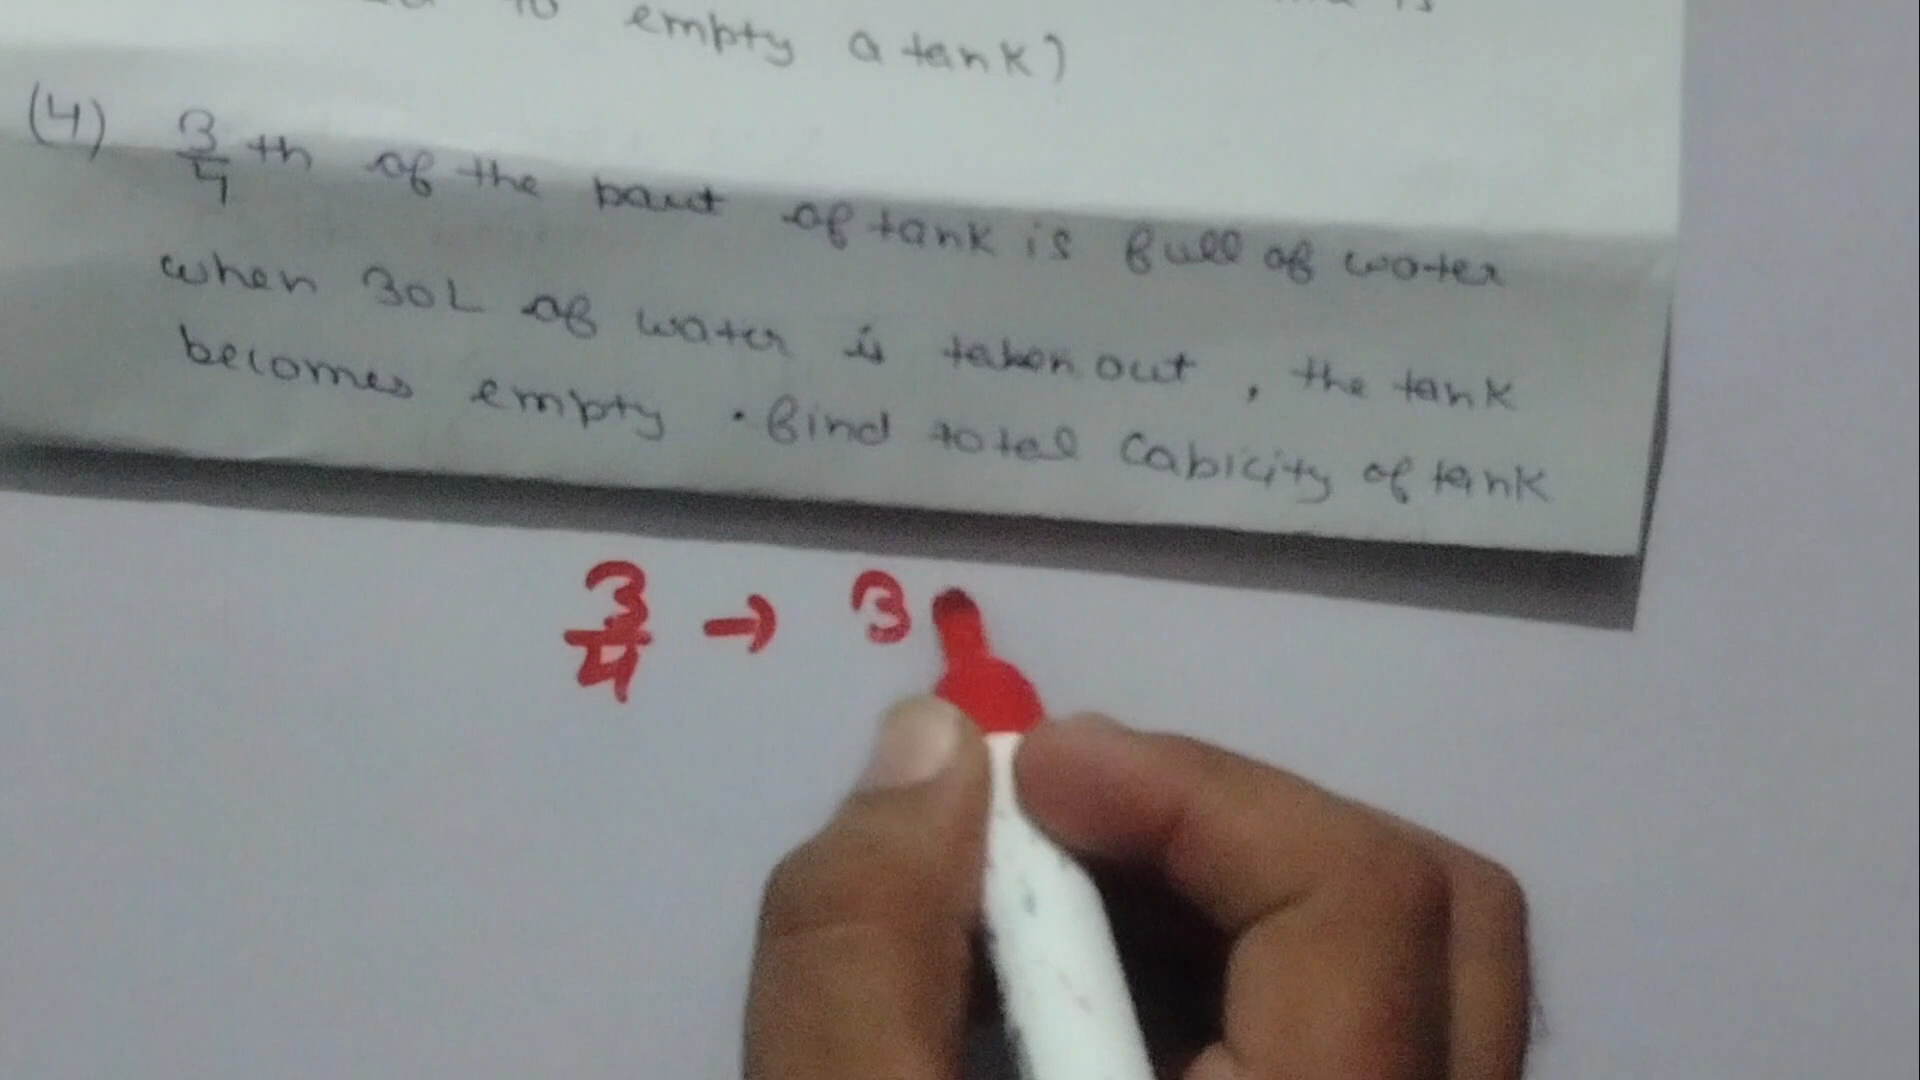 to empty a tank)
(4) 3/4 th of the part of tank is full of water
when 30L of water is taken out, the tank
becomes empty . find total Cabicity of tank
3/4 → 3